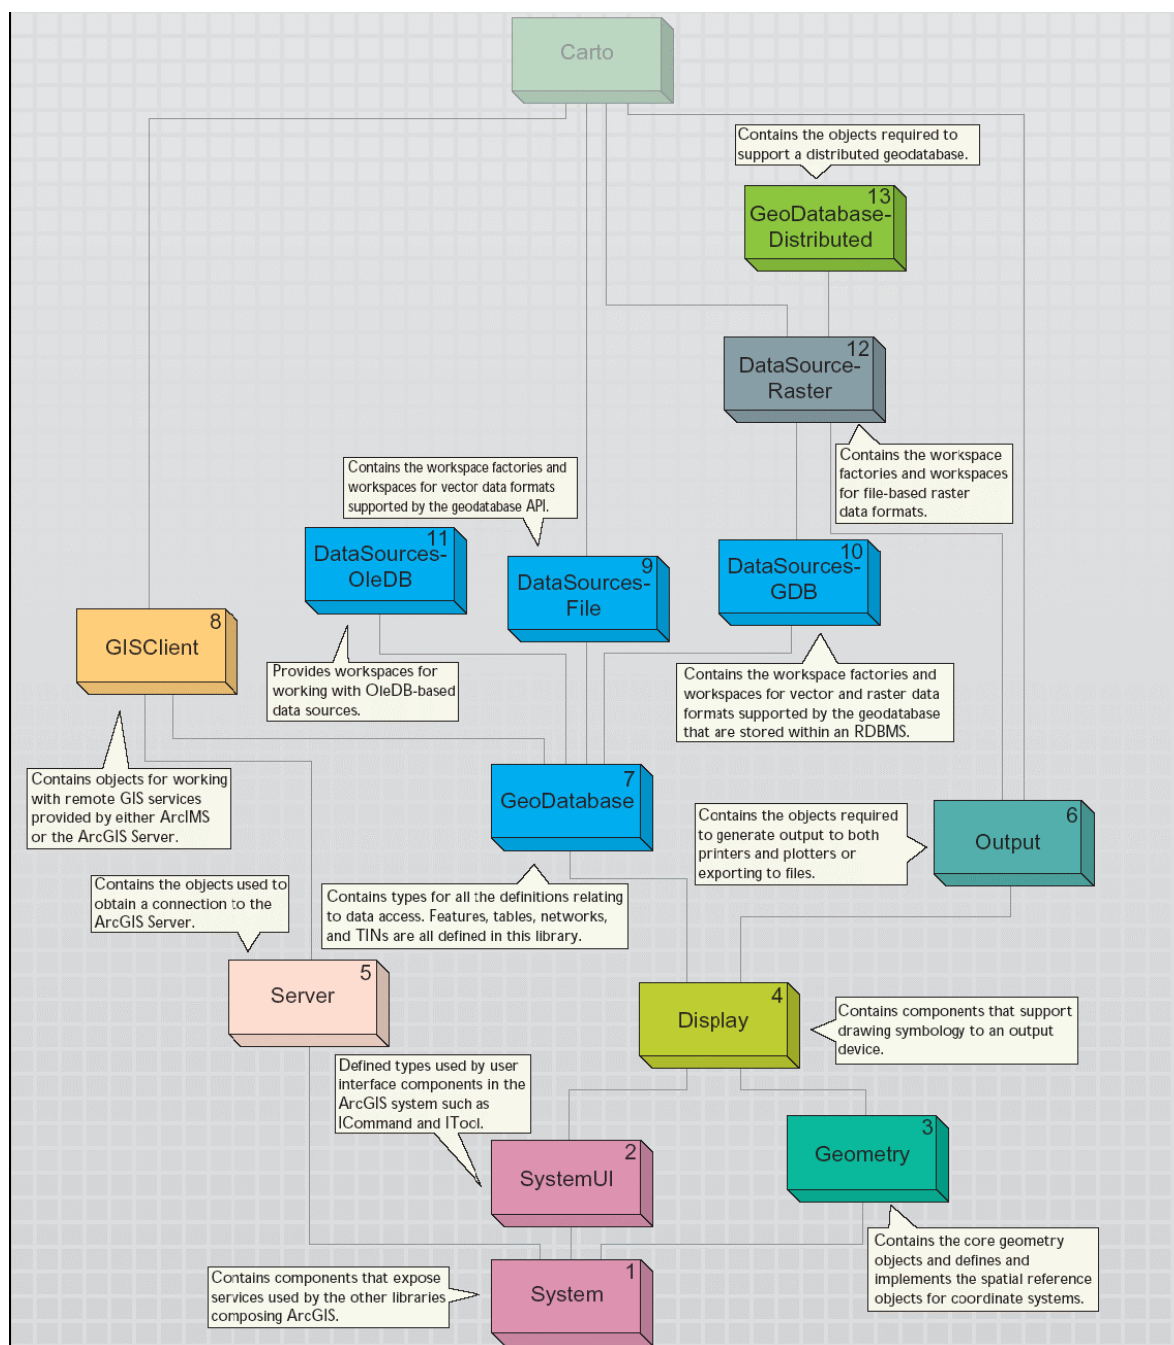 Carto
Contains the objects required to
support a distributed geodatabase.
13
GeoDatabase-
Distributed
12
DataSource-
Raster
Contains the workspace
factories and workspaces
for file-based raster
data formats.
Contains the workspace factories and
workspaces for vector data formats
supported by the geodatabase API.
11
DataSources-
OleDB
9
DataSources-
File
10
DataSources-
GDB
8
GISClient
Provides workspaces for
working with OleDB-based
data sources.
Contains the workspace factories and
workspaces for vector and raster data
formats supported by the geodatabase
that are stored within an RDBMS.
Contains objects for working
with remote GIS services
provided by either ArcIMS
or the ArcGIS Server.
7
GeoDatabase
Contains the objects required
to generate output to both
printers and plotters or
exporting to files.
6
Output
Contains the objects used to
obtain a connection to the
ArcGIS Server.
Contains types for all the definitions relating
to data access. Features, tables, networks,
and TINs are all defined in this library.
5
Server
4
Display
Contains components that support
drawing symbology to an output
device.
Defined types used by user
interface components in the
ArcGIS system such as
ICommand and ITool.
2
SystemUI
3
Geometry
Contains the core geometry
objects and defines and
implements the spatial reference
objects for coordinate systems.
Contains components that expose
services used by the other libraries
composing ArcGIS.
1
System